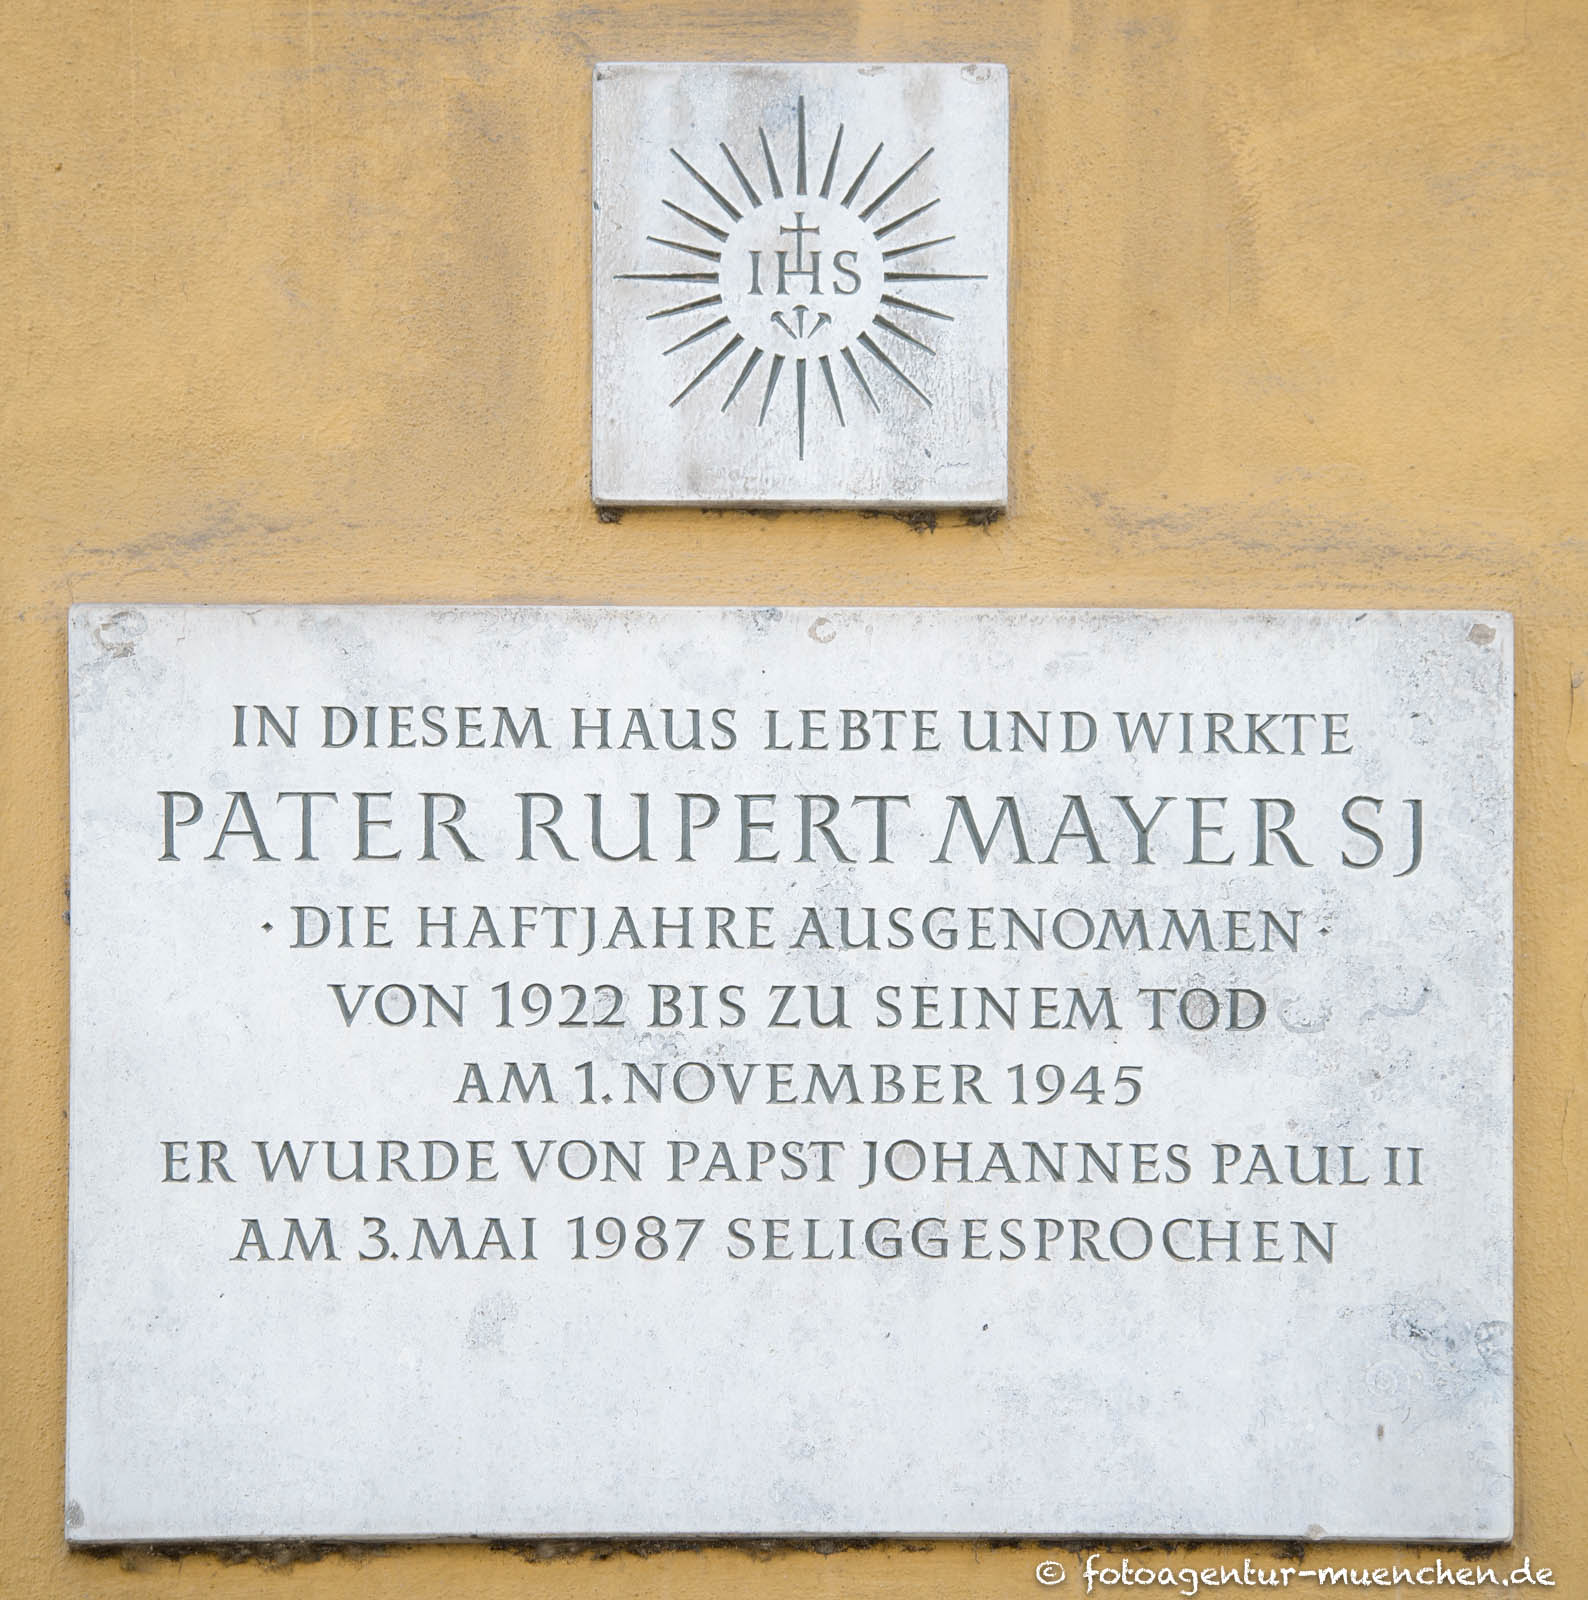 IHS
IN DIESEM HAUS LEBTE UND WIRKTE
PATER RUPERT MAYER SJ
· DIE HAFTJAHRE AUSGENOMMEN ·
VON 1922 BIS ZU SEINEM TOD
AM 1. NOVEMBER 1945
ER WURDE VON PAPST JOHANNES PAUL II
AM 3. MAI 1987 SELIGGESPROCHEN
© fotoagentur-muenchen.de